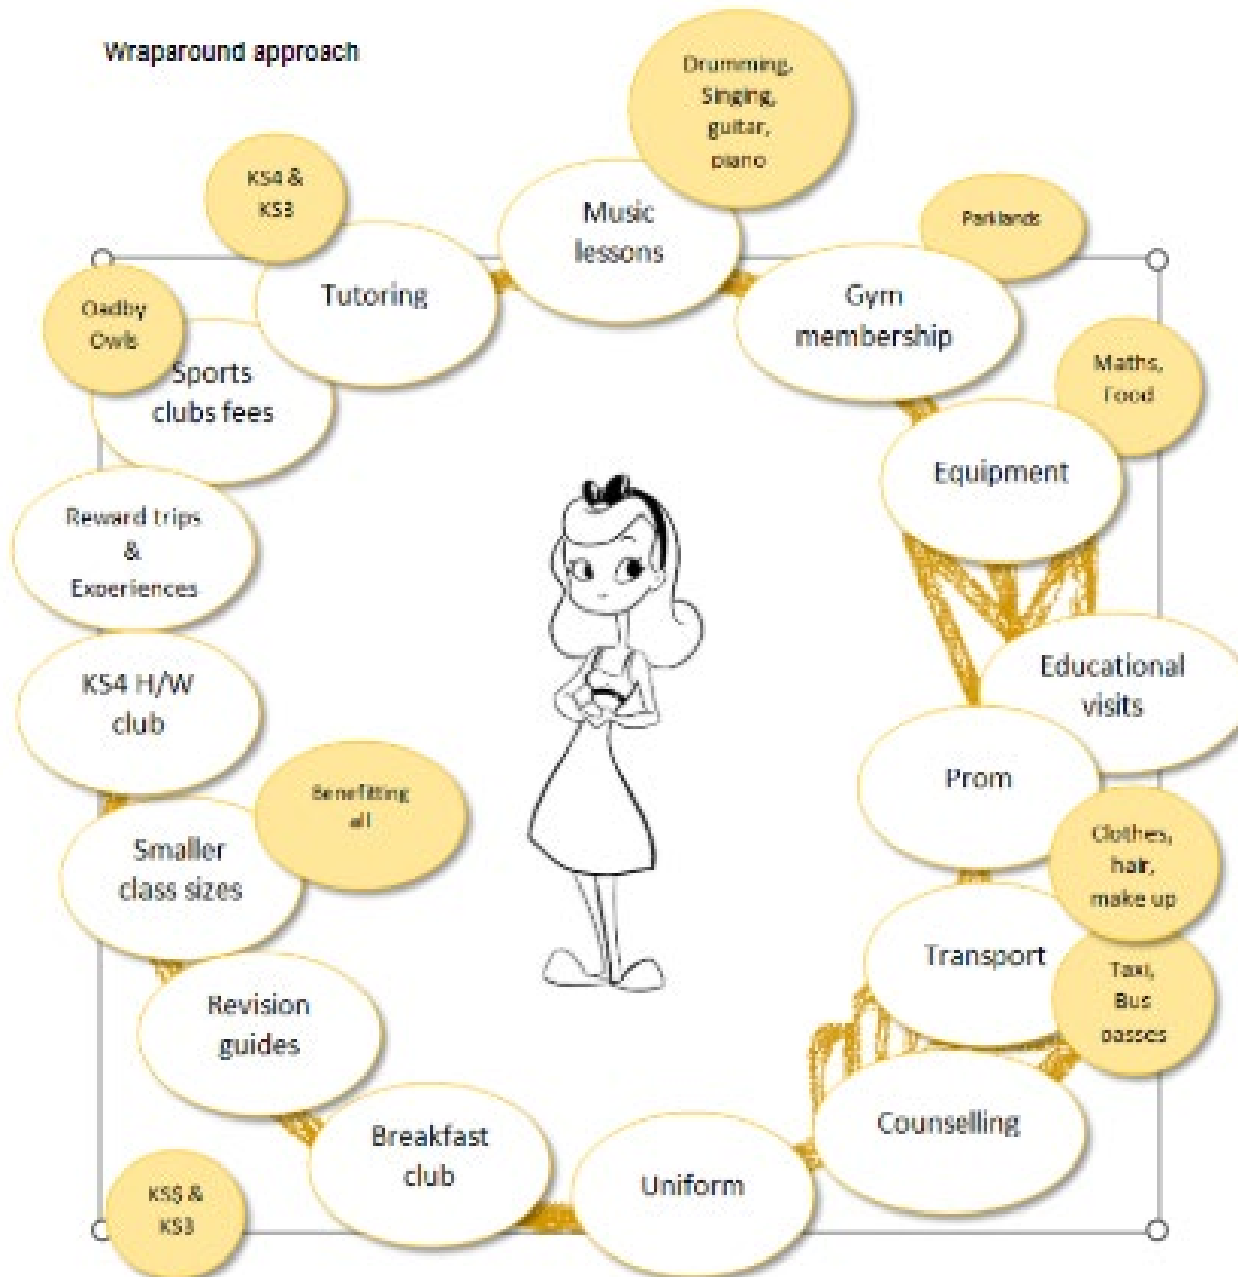 Wraparound approach
Drumming,
Singing,
guitar,
piano
KS4 &
KS3
Music
lessons
Parklands
Tutoring
Gym
membership
Oadby
Owls
Sports
clubs fees
Maths,
Food
Equipment
Reward trips
&
Experiences
Educational
visits
KS4 H/W
club
Prom
Benefitting
all
Clothes,
hair,
make up
Smaller
class sizes
Transport
Taxi,
Bus
passes
Revision
guides
Counselling
Breakfast
club
Uniform
KS5 &
KS3